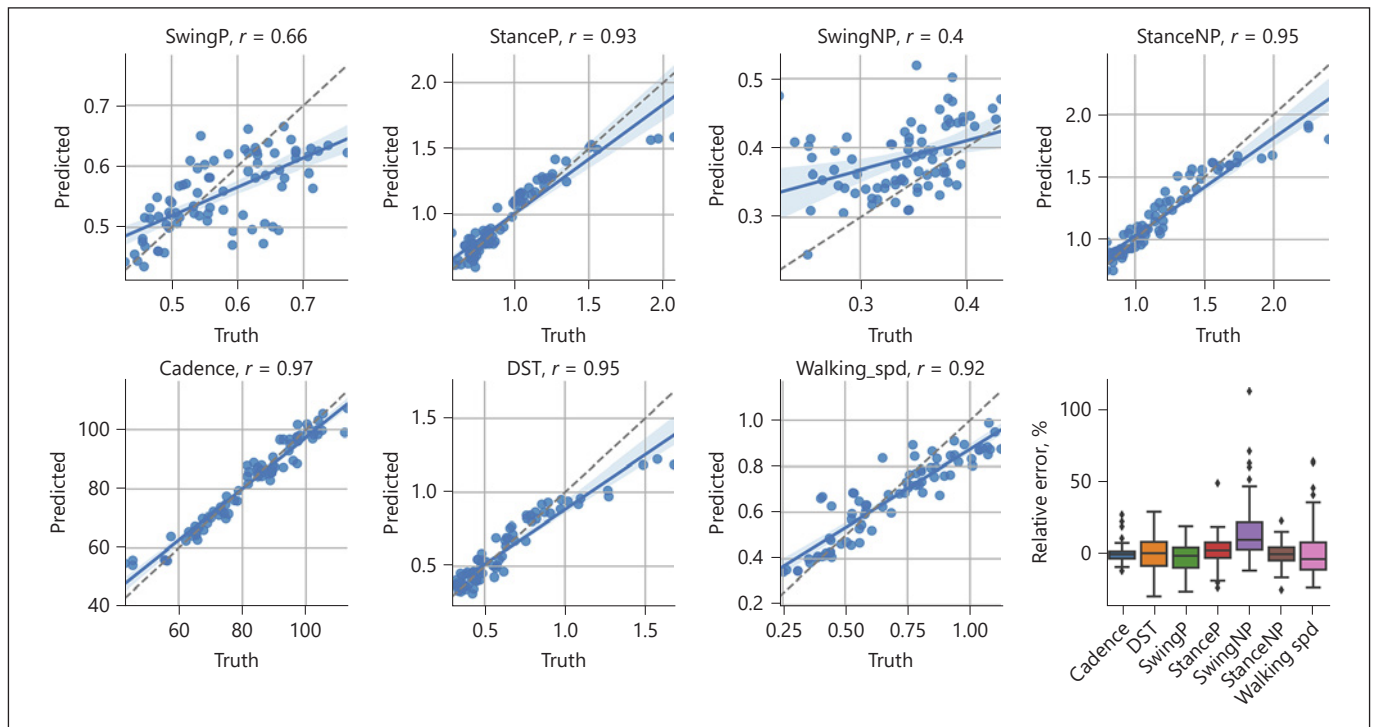 SwingP, r = 0.66
Predicted
0.7
0.6
0.5
0.5 0.6 0.7
Truth
StanceP, r = 0.93
Predicted
2.0
1.5
1.0
1.0 1.5 2.0
Truth
SwingNP, r = 0.4
Predicted
0.5
0.4
0.3
0.3 0.4
Truth
StanceNP, r = 0.95
Predicted
2.0
1.5
1.0
1.0 1.5 2.0
Truth
Cadence, r = 0.97
Predicted
100
80
60
40
60 80 100
Truth
DST, r = 0.95
Predicted
1.5
1.0
0.5
0.5 1.0 1.5
Truth
Walking_spd, r = 0.92
Predicted
1.0
0.8
0.6
0.4
0.2
0.25 0.50 0.75 1.00
Truth
Relative error, %
100
50
0
Cadence
DST
SwingP
StanceP
SwingNP
StanceNP
Walking spd